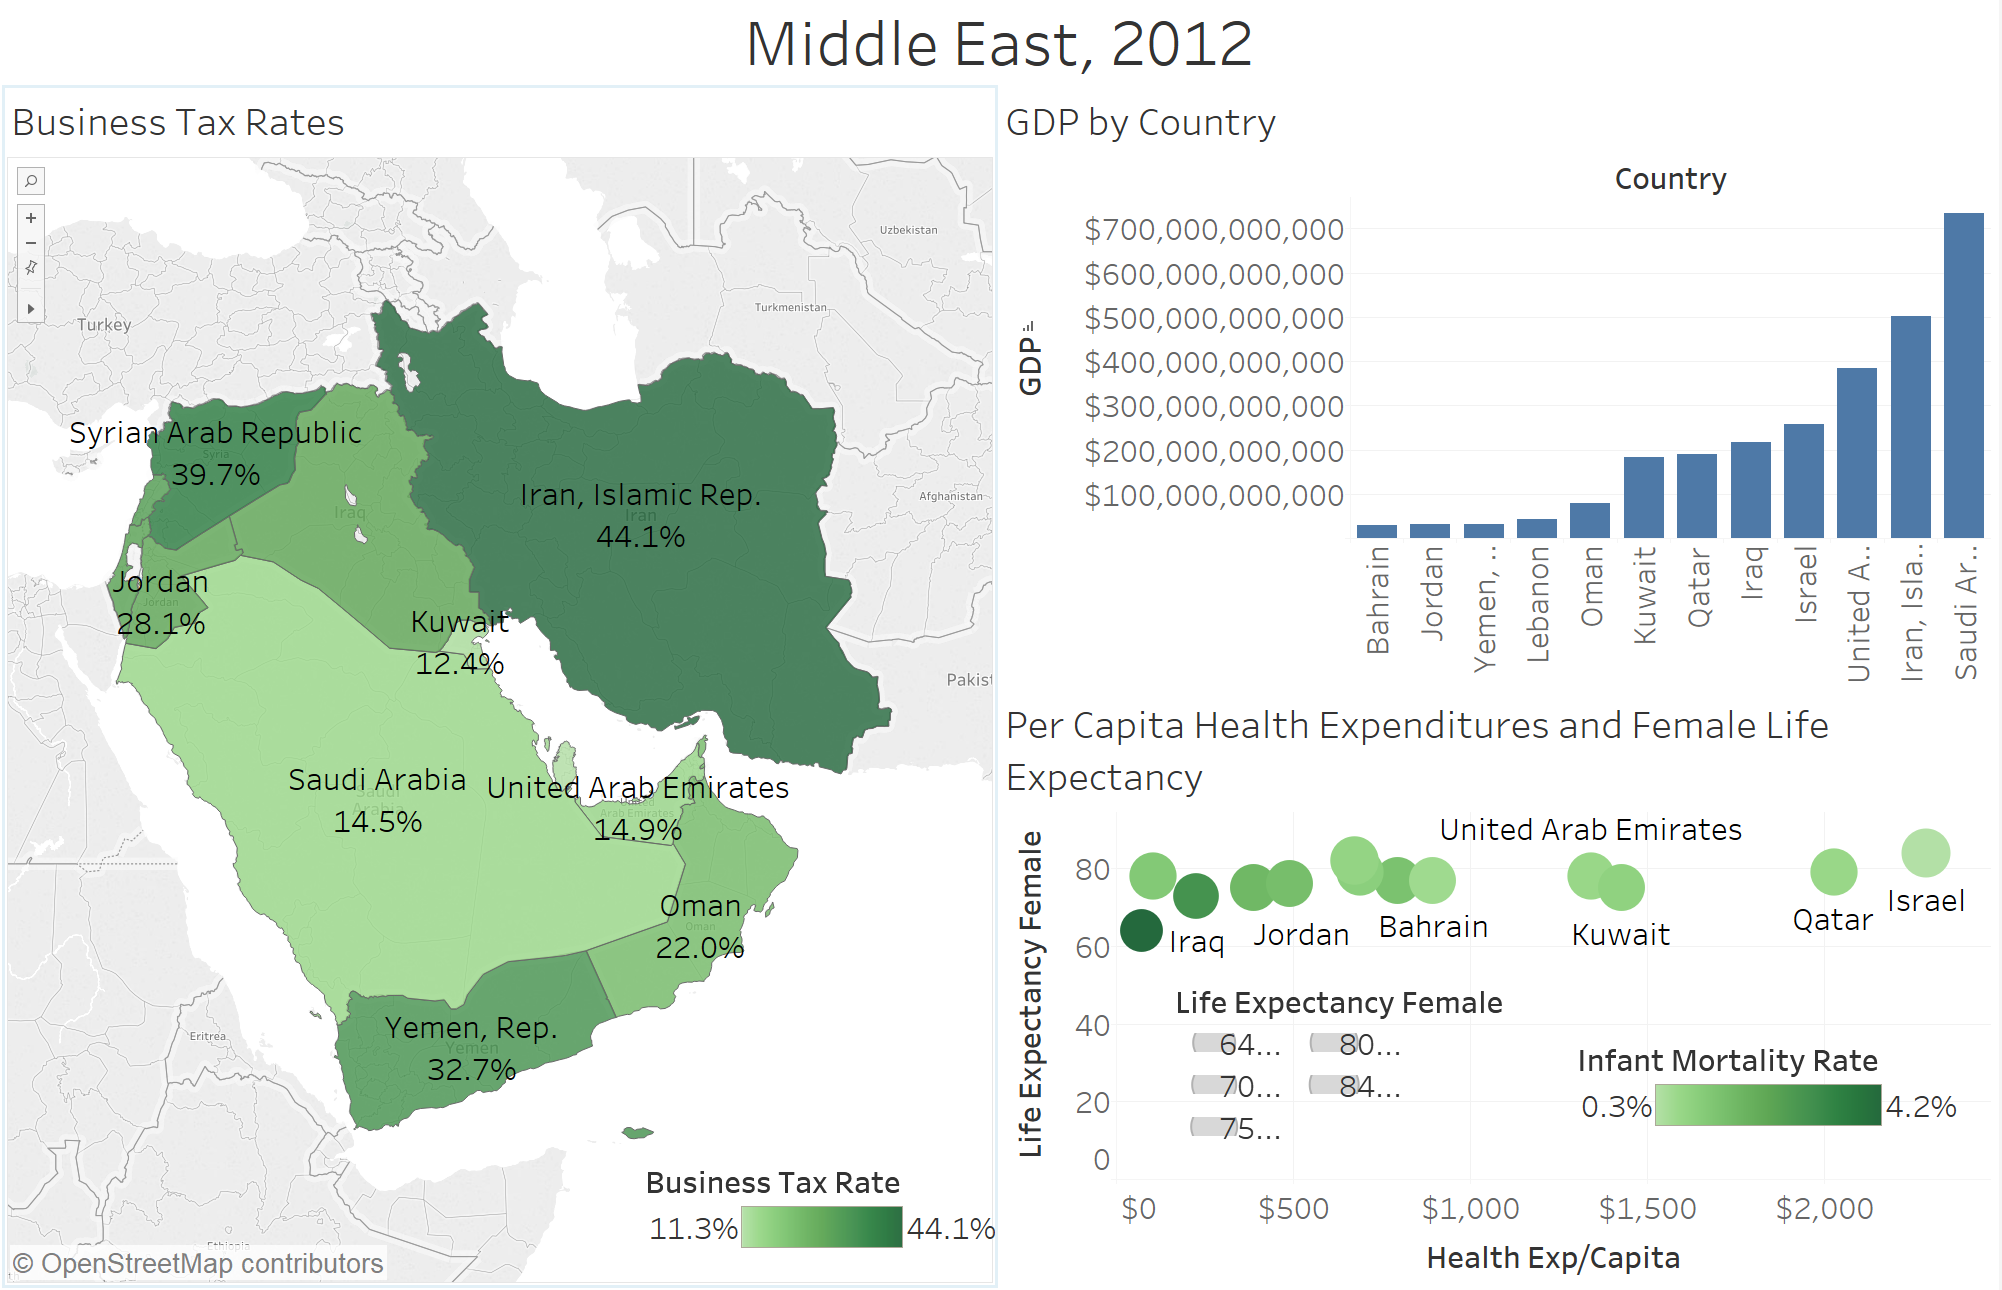 Middle East, 2012
Business Tax Rates
Uzbekistan
Turkmenistan
Turkey
Afghanistan
Syrian Arab Republic
Syria
39.7%
Iraq
Iran, Islamic Rep.
Iran
44.1%
Jordan
Jordan
28.1%
Kuwait
12.4%
Pakist
Saudi Arabia
Saudi
Arabia
14.5%
United Arab Emirates
United
Arab Emirates
14.9%
Oman
Oman
22.0%
Yemen, Rep.
Yemen
32.7%
Eritrea
Ethiopia
Business Tax Rate
11.3% 44.1%
© OpenStreetMap contributors
GDP by Country
Country
GDP
$700,000,000,000
$600,000,000,000
$500,000,000,000
$400,000,000,000
$300,000,000,000
$200,000,000,000
$100,000,000,000
Bahrain
Jordan
Yemen, ..
Lebanon
Oman
Kuwait
Qatar
Iraq
Israel
United A..
Iran, Isla..
Saudi Ar..
Per Capita Health Expenditures and Female Life
Expectancy
Life Expectancy Female
80
60
40
20
0
United Arab Emirates
Iraq
Jordan
Bahrain
Kuwait
Qatar
Israel
Life Expectancy Female
64... 80...
70... 84...
75...
Infant Mortality Rate
0.3% 4.2%
$0 $500 $1,000 $1,500 $2,000
Health Exp/Capita